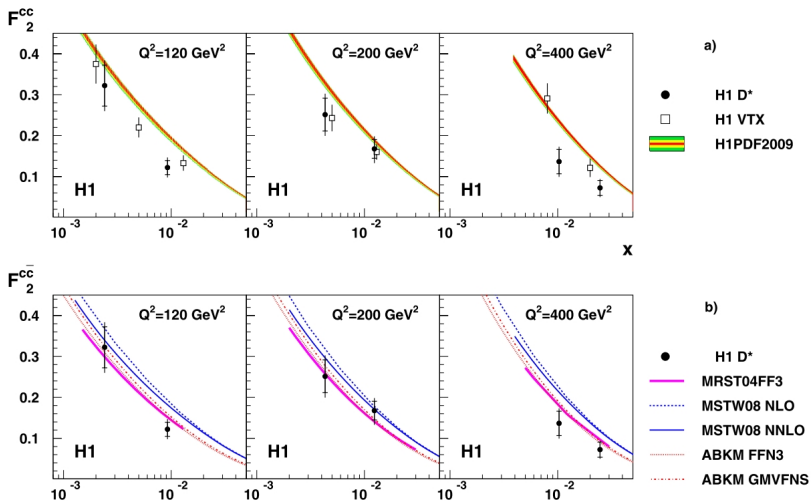 F₂ᶜᶜ
Q²=120 GeV²
Q²=200 GeV²
Q²=400 GeV²
a)
0.4
0.3
0.2
0.1
H1 D*
H1 VTX
H1PDF2009
H1
H1
H1
10⁻³
10⁻²
10⁻³
10⁻²
10⁻³
10⁻²
x
F₂ᶜᶜ̄
Q²=120 GeV²
Q²=200 GeV²
Q²=400 GeV²
b)
0.4
0.3
0.2
0.1
H1 D*
MRST04FF3
MSTW08 NLO
MSTW08 NNLO
ABKM FFN3
ABKM GMVFNS
H1
H1
H1
10⁻³
10⁻²
10⁻³
10⁻²
10⁻³
10⁻²
x